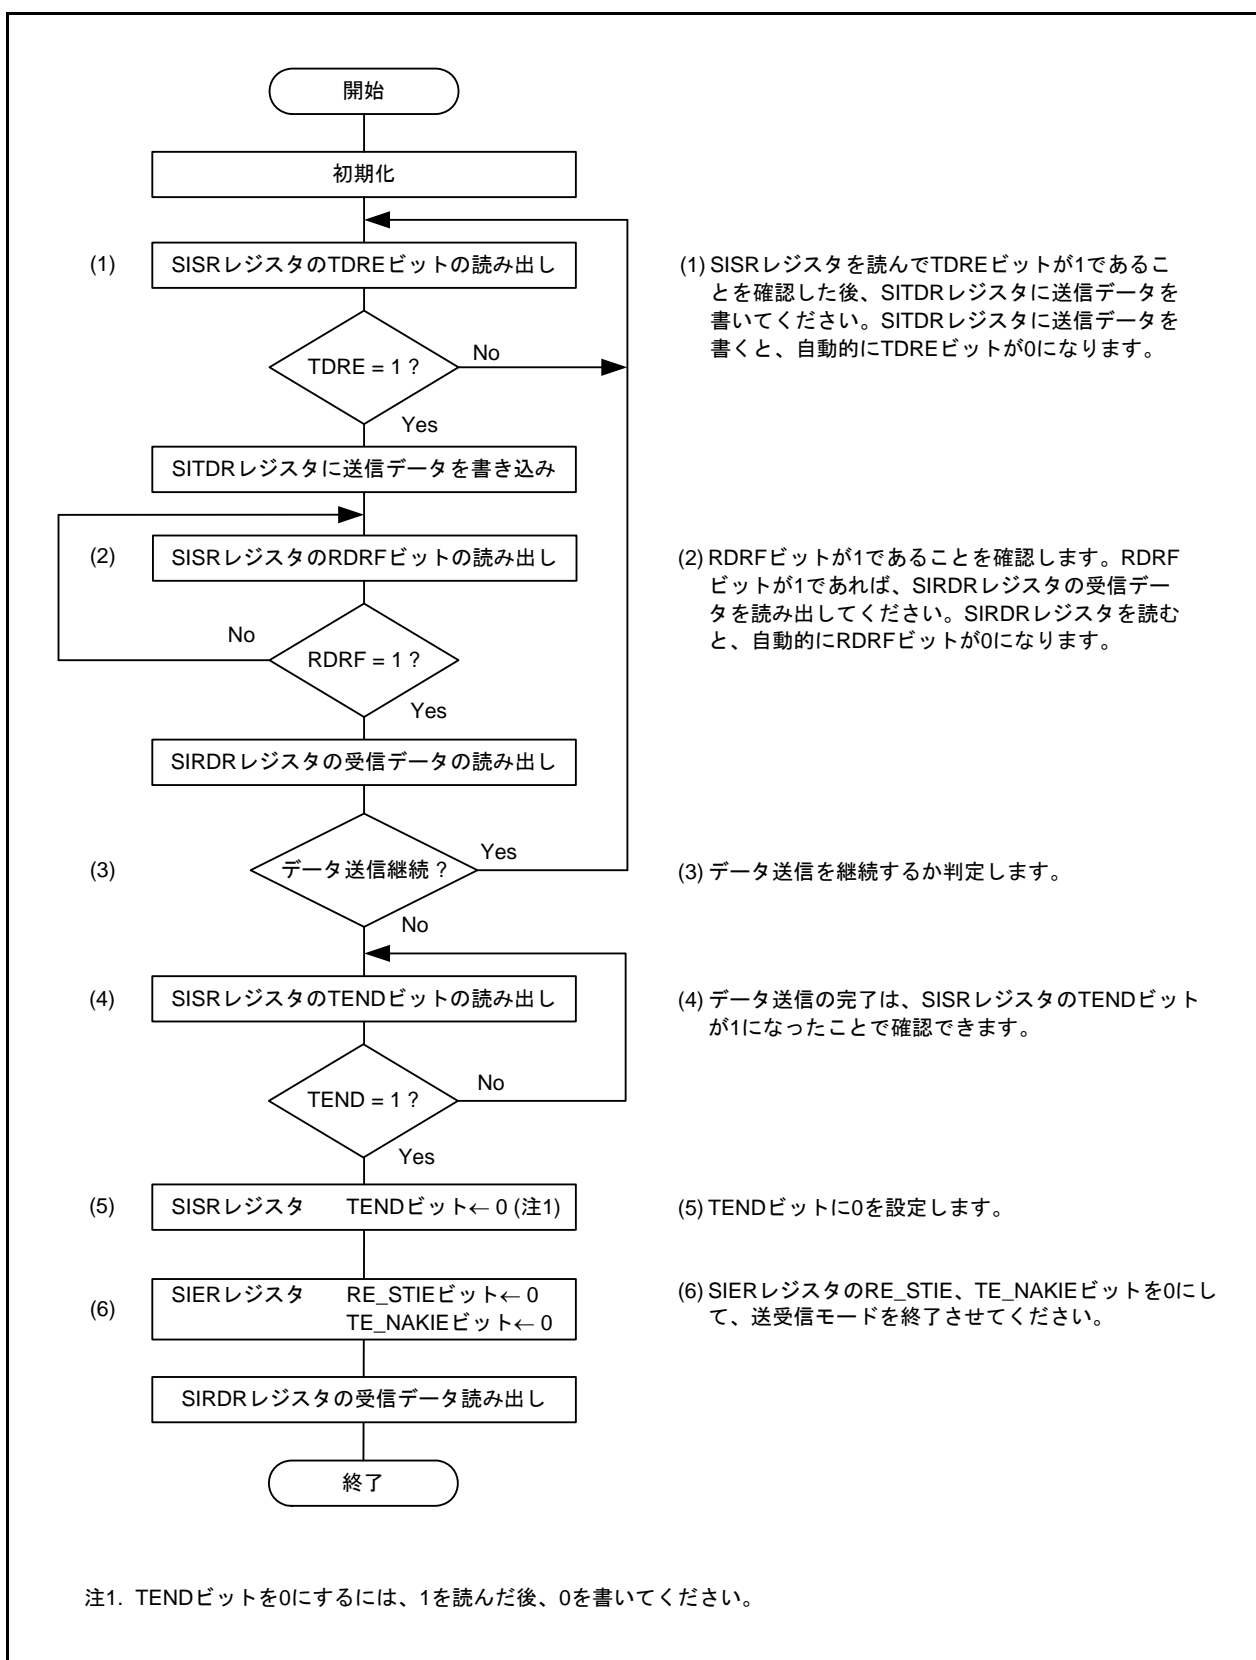 開始
初期化
(1)
SISRレジスタのTDREビットの読み出し
(1) SISRレジスタを読んでTDREビットが1であるこ
とを確認した後、SITDRレジスタに送信データを
書いてください。SITDRレジスタに送信データを
書くと、自動的にTDREビットが0になります。
TDRE = 1 ?
No
Yes
SITDRレジスタに送信データを書き込み
(2)
SISRレジスタのRDRFビットの読み出し
(2) RDRFビットが1であることを確認します。RDRF
ビットが1であれば、SIRDRレジスタの受信デー
タを読み出してください。SIRDRレジスタを読む
と、自動的にRDRFビットが0になります。
No
RDRF = 1 ?
Yes
SIRDRレジスタの受信データの読み出し
(3)
データ送信継続 ?
Yes
(3) データ送信を継続するか判定します。
No
(4)
SISRレジスタのTENDビットの読み出し
(4) データ送信の完了は、SISRレジスタのTENDビット
が1になったことで確認できます。
TEND = 1 ?
No
Yes
(5)
SISRレジスタ TENDビット← 0 (注1)
(5) TENDビットに0を設定します。
(6)
SIERレジスタ RE_STIEビット← 0
TE_NAKIEビット← 0
(6) SIERレジスタのRE_STIE、TE_NAKIEビットを0にし
て、送受信モードを終了させてください。
SIRDRレジスタの受信データ読み出し
終了
注1. TENDビットを0にするには、1を読んだ後、0を書いてください。